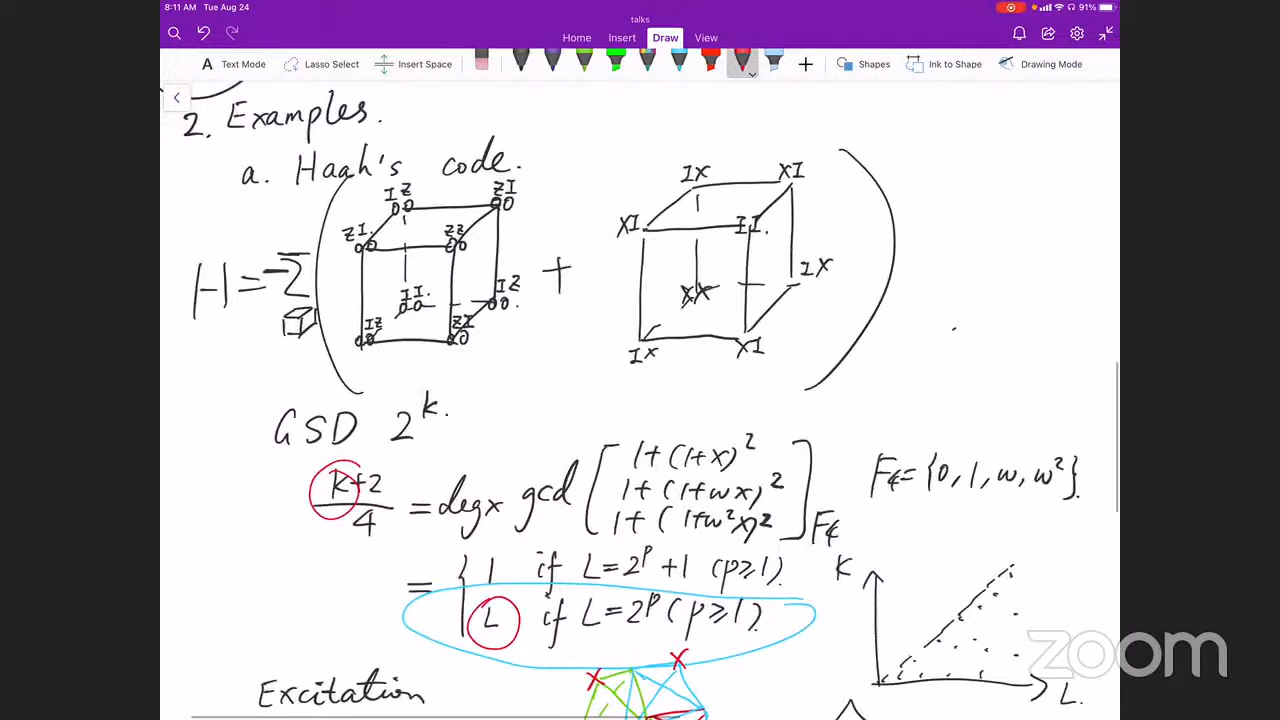 8:11 AM Tue Aug 24
91%
talks
Home Insert Draw View
Text Mode Lasso Select Insert Space Shapes Ink to Shape Drawing Mode
2. Examples.
a. Haah's code.
IZ ZI IX XI
ZI ZZ XI II.
H = -Σ ( + )
II. IZ XX IX
IZ ZI IX XI
GSD 2^k.
(k+2)/4 = deg_x gcd [ 1+(1+x)^2
1+(1+wx)^2
1+(1+w^2x)^2 ]_F4
F4 = {0, 1, w, w^2}.
= { 1 if L=2^p+1 (p≥1).
L if L=2^p (p≥1).
K
L.
zoom
Excitation
X X